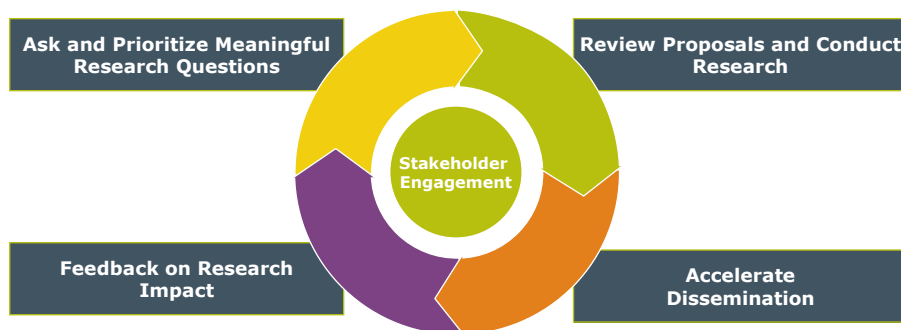 Ask and Prioritize Meaningful
Research Questions
Review Proposals and Conduct
Research
Stakeholder
Engagement
Feedback on Research
Impact
Accelerate
Dissemination